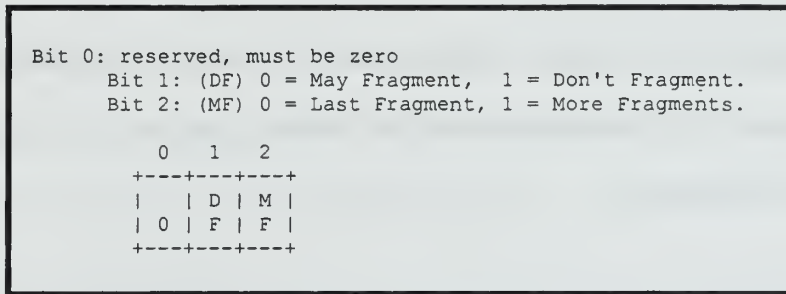 Bit 0: reserved, must be zero
Bit 1: (DF) 0 = May Fragment, 1 = Don't Fragment.
Bit 2: (MF) 0 = Last Fragment, 1 = More Fragments.
0 1 2
+---+---+---+
| | D | M |
| 0 | F | F |
+---+---+---+